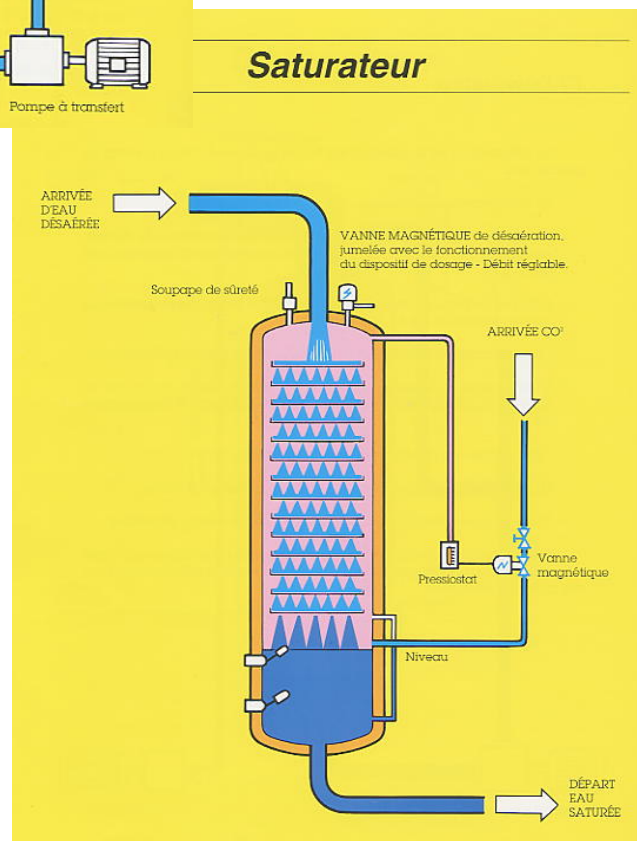 Pompe à transfert
Saturateur
ARRIVÉE
D'EAU
DÉSAÉRÉE
VANNE MAGNÉTIQUE de désaération,
jumelée avec le fonctionnement
du dispositif de dosage - Débit réglable.
Soupape de sûreté
ARRIVÉE CO²
Vanne
magnétique
Pressiostat
Niveau
DÉPART
EAU
SATURÉE